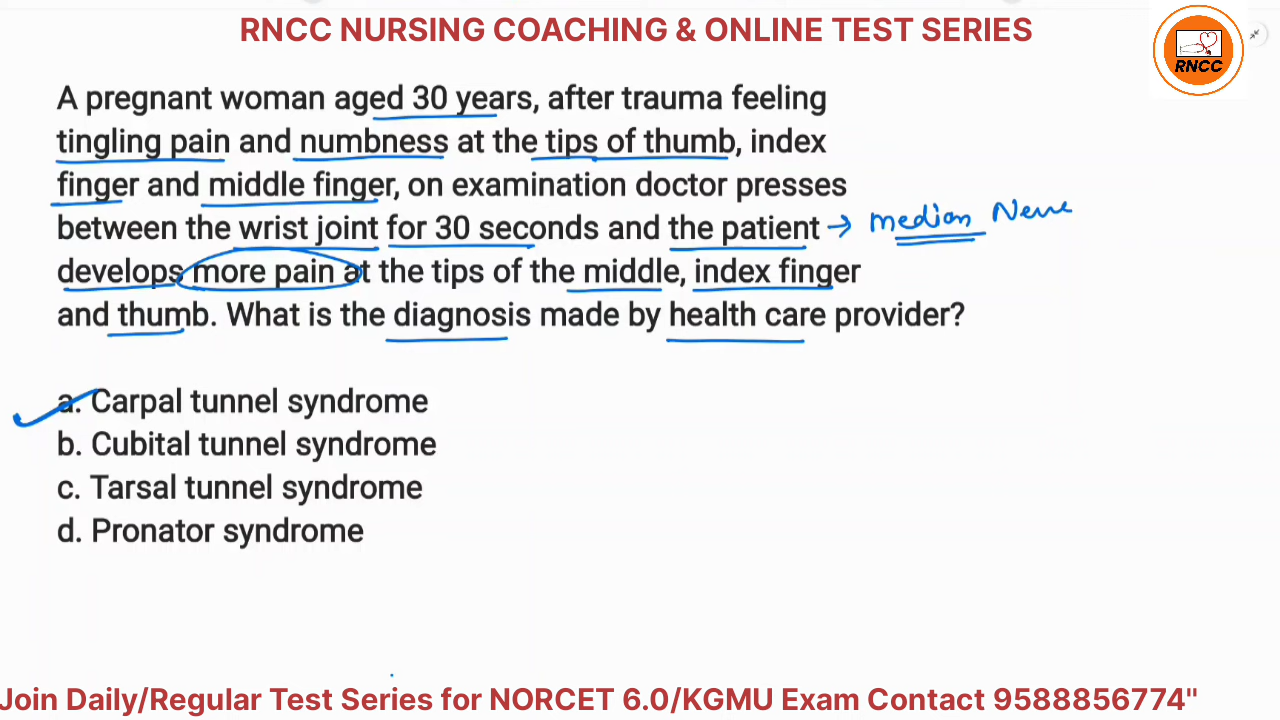 RNCC NURSING COACHING & ONLINE TEST SERIES
RNCC
A pregnant woman aged 30 years, after trauma feeling
tingling pain and numbness at the tips of thumb, index
finger and middle finger, on examination doctor presses
between the wrist joint for 30 seconds and the patient → median Nerve
develops more pain at the tips of the middle, index finger
and thumb. What is the diagnosis made by health care provider?
a. Carpal tunnel syndrome
b. Cubital tunnel syndrome
c. Tarsal tunnel syndrome
d. Pronator syndrome
Join Daily/Regular Test Series for NORCET 6.0/KGMU Exam Contact 9588856774"